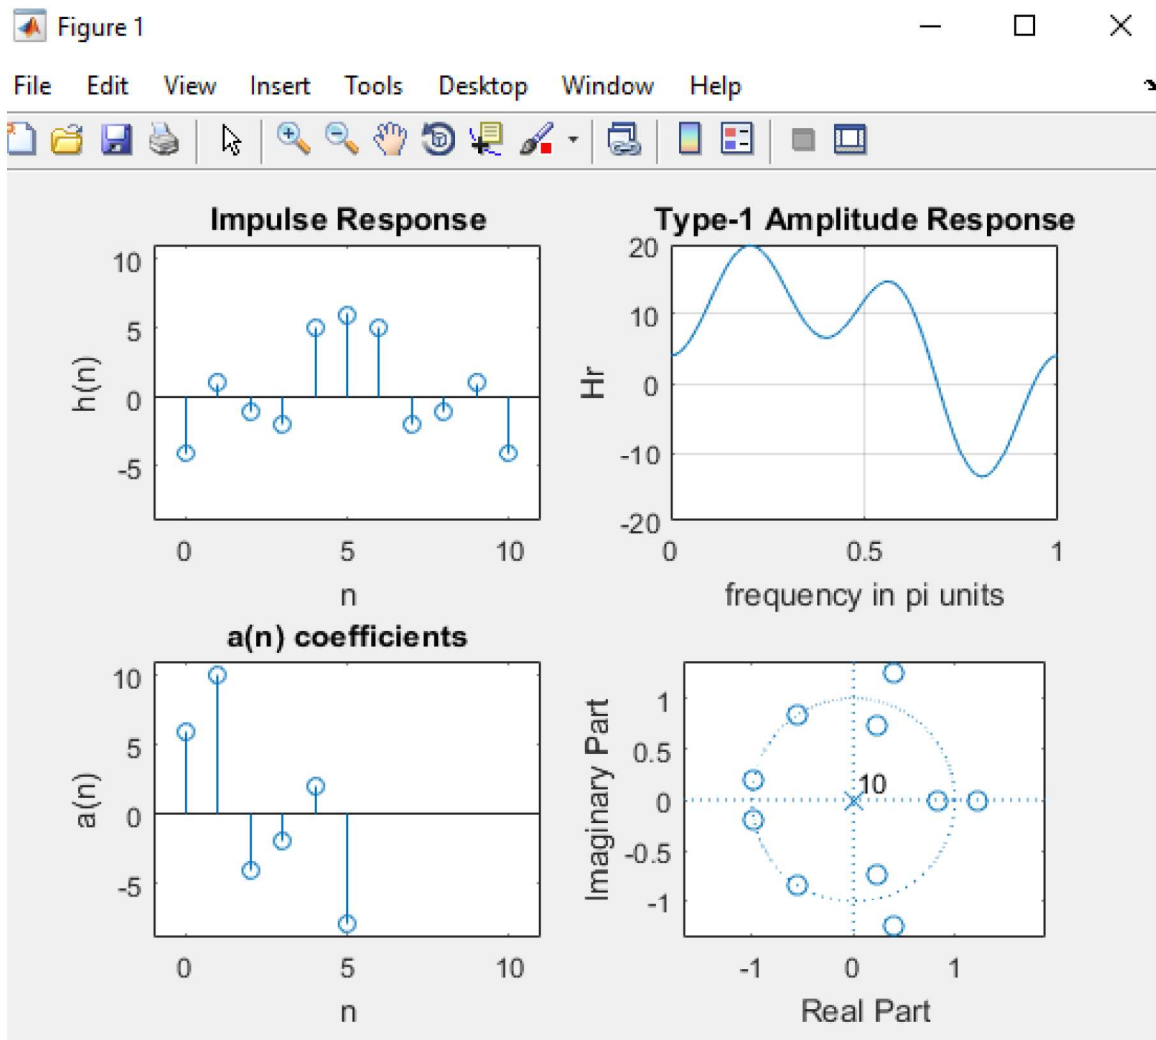 Figure 1
File Edit View Insert Tools Desktop Window Help
Impulse Response
10
5
0
-5
h(n)
0 5 10
n
Type-1 Amplitude Response
20
10
0
-10
-20
Hr
0 0.5 1
frequency in pi units
a(n) coefficients
10
5
0
-5
a(n)
0 5 10
n
1
0.5
0
-0.5
-1
Imaginary Part
10
-1 0 1
Real Part